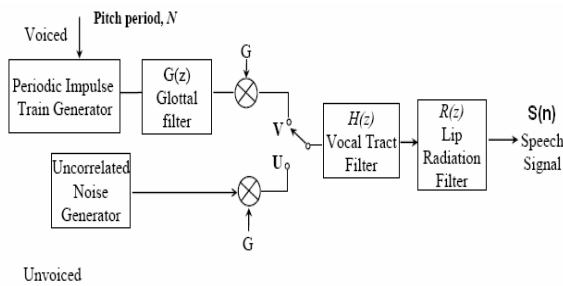 Pitch period, N
Voiced
Periodic Impulse
Train Generator
G(z)
Glottal
filter
G
V
U
H(z)
Vocal Tract
Filter
R(z)
Lip
Radiation
Filter
S(n)
Speech
Signal
Uncorrelated
Noise
Generator
G
Unvoiced